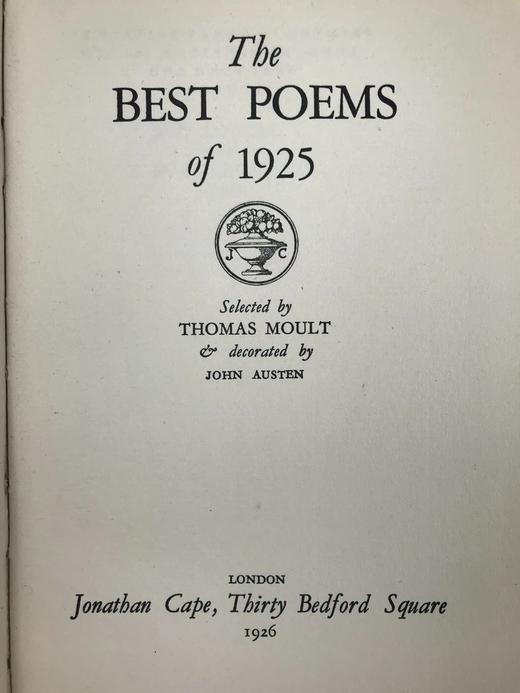 The
BEST POEMS
of 1925
J C
Selected by
THOMAS MOULT
& decorated by
JOHN AUSTEN
LONDON
Jonathan Cape, Thirty Bedford Square
1926